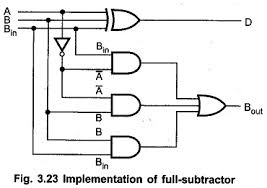 A
B
Bin
D
Bin
A̅
A̅
B
B
Bin
Bout
Fig. 3.23 Implementation of full-subtractor